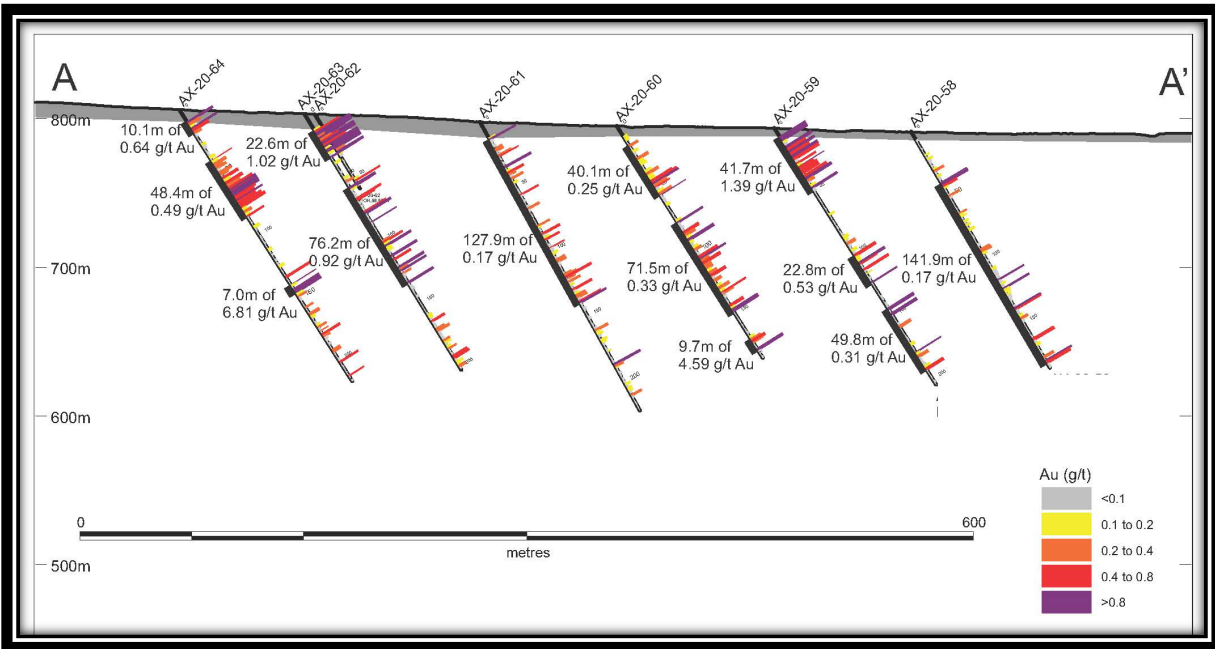 A
A'
AX-20-64
AX-20-63
AX-20-62
AX-20-61
AX-20-60
AX-20-59
AX-20-58
800m
700m
600m
500m
10.1m of
0.64 g/t Au
48.4m of
0.49 g/t Au
7.0m of
6.81 g/t Au
22.6m of
1.02 g/t Au
76.2m of
0.92 g/t Au
127.9m of
0.17 g/t Au
40.1m of
0.25 g/t Au
71.5m of
0.33 g/t Au
9.7m of
4.59 g/t Au
41.7m of
1.39 g/t Au
22.8m of
0.53 g/t Au
49.8m of
0.31 g/t Au
141.9m of
0.17 g/t Au
0
600
metres
Au (g/t)
<0.1
0.1 to 0.2
0.2 to 0.4
0.4 to 0.8
>0.8